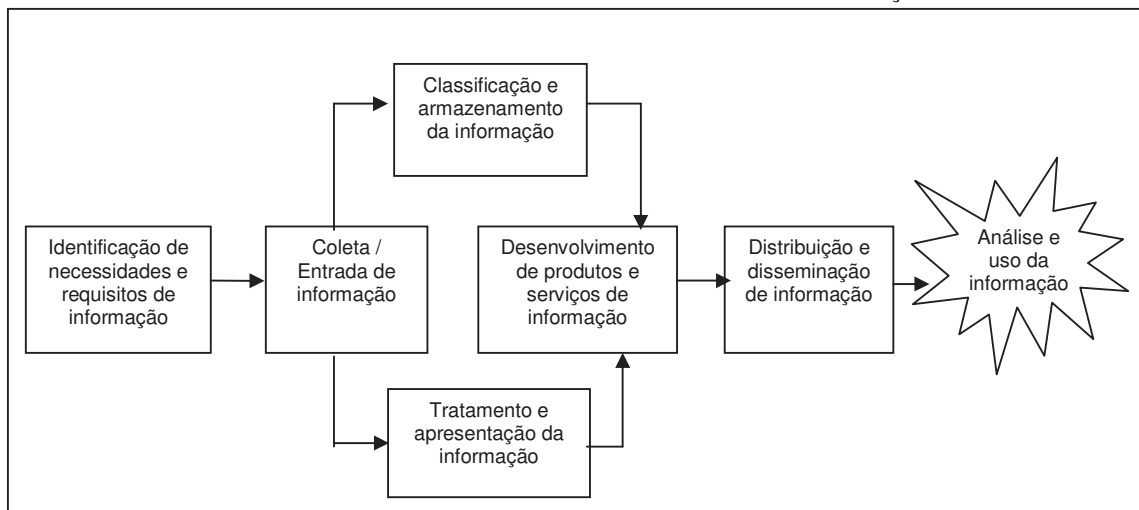 Classificação e
armazenamento
da informação
Identificação de
necessidades e
requisitos de
informação
Coleta /
Entrada de
informação
Desenvolvimento
de produtos e
serviços de
informação
Distribuição e
disseminação
de informação
Análise e
uso da
informação
Tratamento e
apresentação da
informação